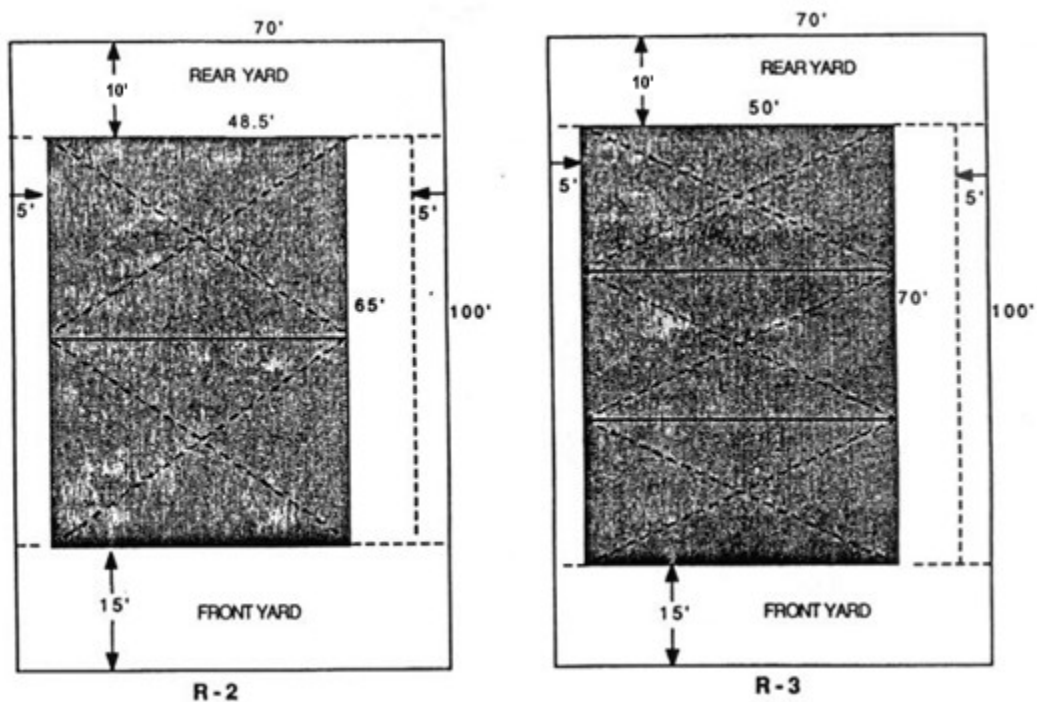 70'
REAR YARD
10'
48.5'
5'
5'
65'
100'
15'
FRONT YARD
R-2
70'
REAR YARD
10'
50'
5'
5'
70'
100'
15'
FRONT YARD
R-3